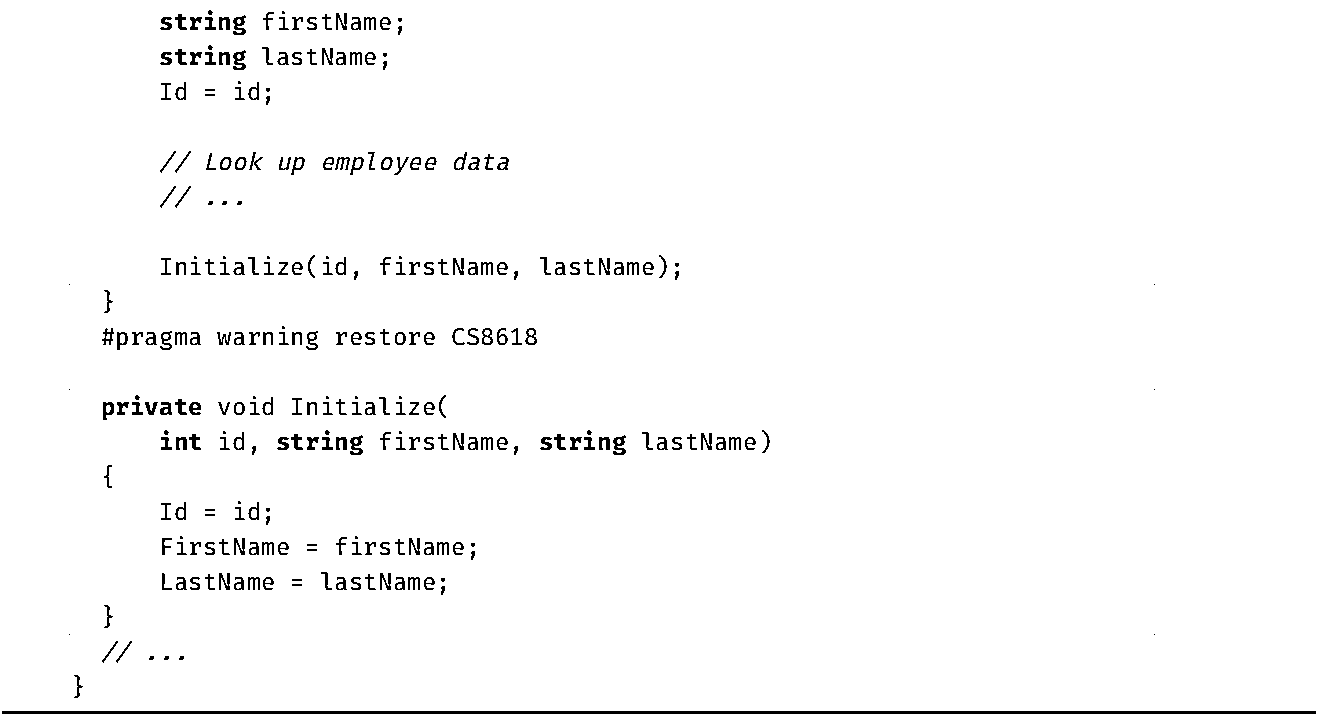 string firstName;
string lastName;
Id = id;
// Look up employee data
// ...
Initialize(id, firstName, lastName);
}
#pragma warning restore CS8618
private void Initialize(
int id, string firstName, string lastName)
{
Id = id;
FirstName = firstName;
LastName = lastName;
}
// ...
}